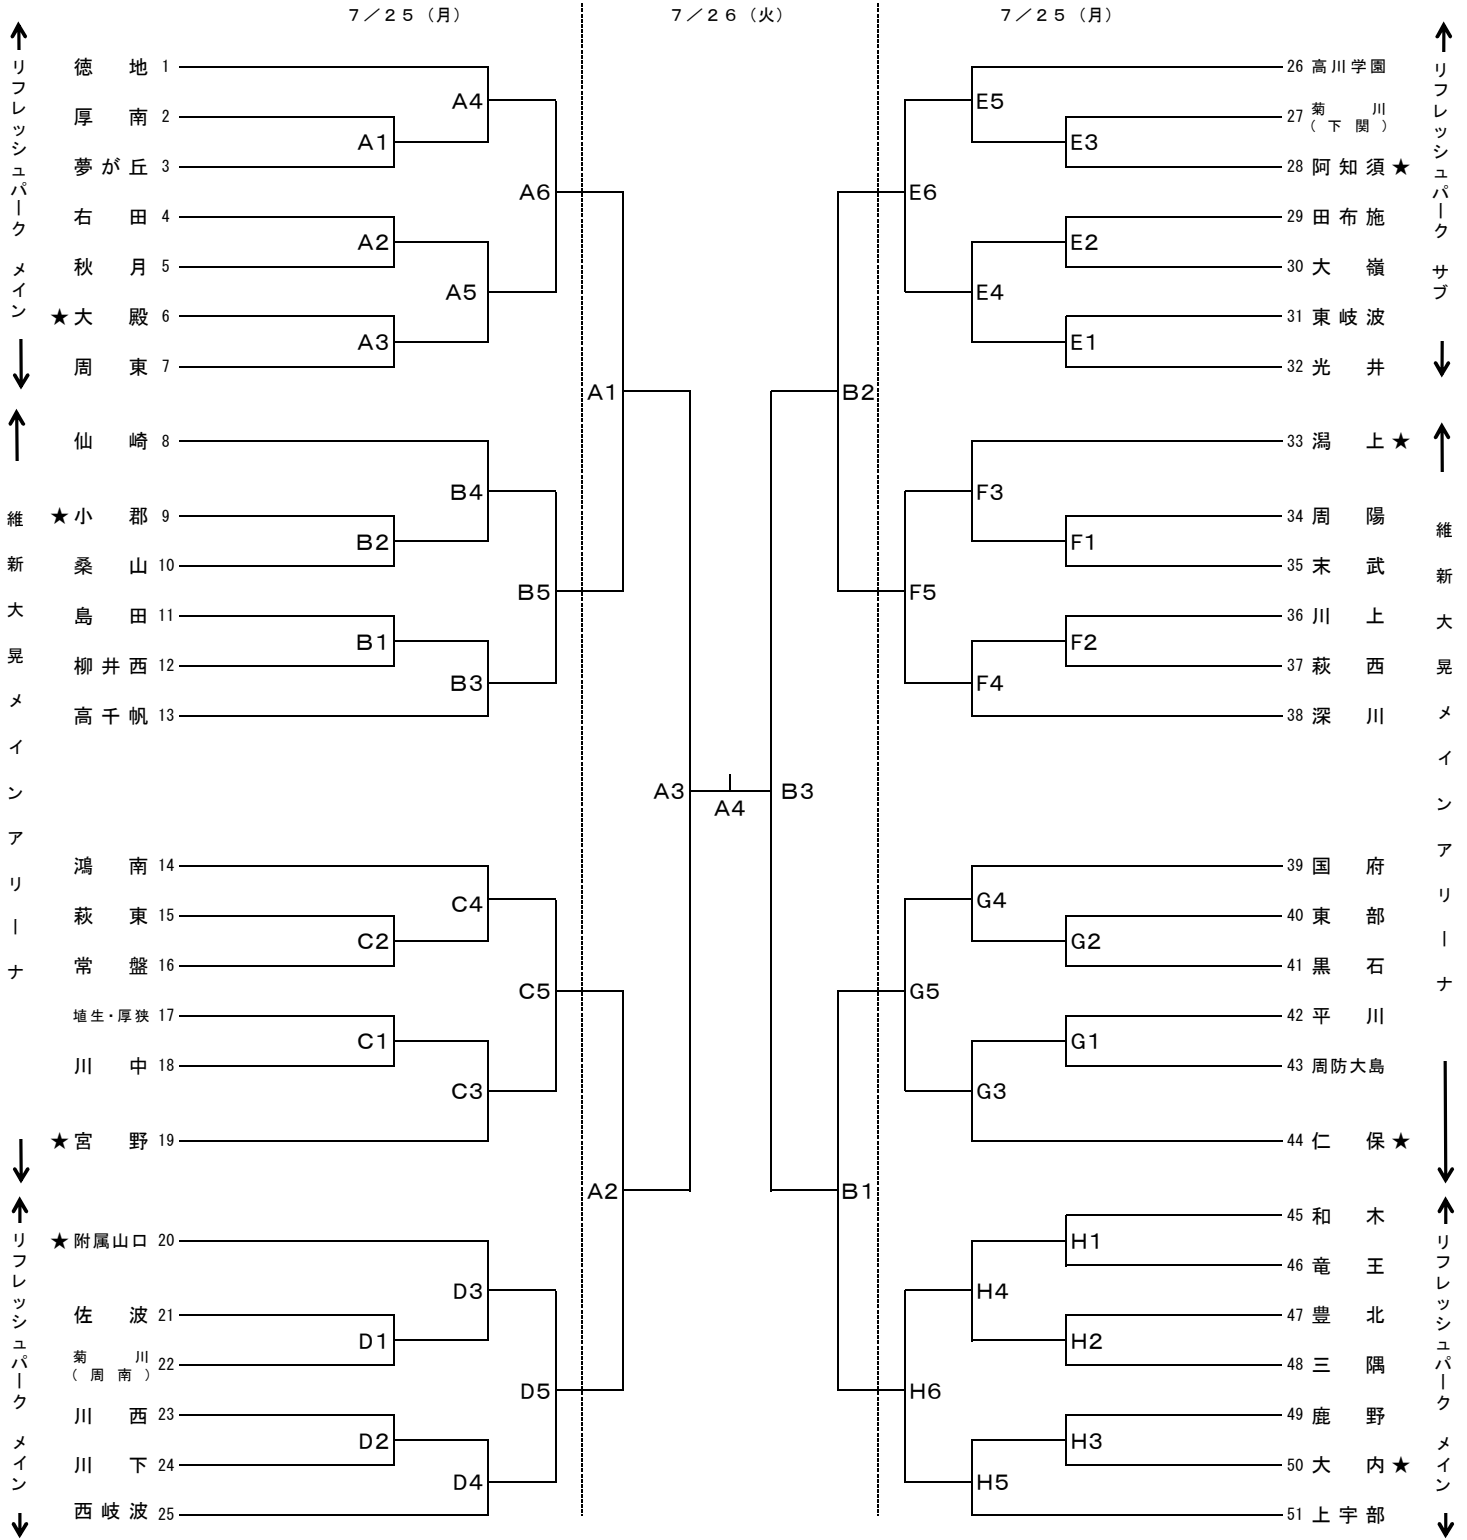 7/25（月）
7/26（火）
7/25（月）
リフレッシュパーク メイン
徳地 1
厚南 2
夢が丘 3
右田 4
秋月 5
★大殿 6
周東 7
A4
A1
A6
A2
A5
A3
維新大晃メインアリーナ
仙崎 8
★小郡 9
桑山 10
島田 11
柳井西 12
高千帆 13
B4
B2
B5
B1
B3
鴻南 14
萩東 15
常盤 16
埴生・厚狭 17
川中 18
★宮野 19
C4
C2
C5
C1
C3
リフレッシュパーク メイン
★附属山口 20
佐波 21
菊川
（周南） 22
川西 23
川下 24
西岐波 25
D3
D1
D5
D2
D4
A1
A3
A2
A4
B2
B3
B1
リフレッシュパーク サブ
26 高川学園
27 菊川
（下関）
28 阿知須★
29 田布施
30 大嶺
31 東岐波
32 光井
E5
E3
E6
E2
E4
E1
維新大晃メインアリーナ
33 潟上★
34 周陽
35 末武
36 川上
37 萩西
38 深川
F3
F1
F5
F2
F4
39 国府
40 東部
41 黒石
42 平川
43 周防大島
44 仁保★
G4
G2
G5
G1
G3
リフレッシュパーク メイン
45 和木
46 竜王
47 豊北
48 三隅
49 鹿野
50 大内★
51 上宇部
H1
H4
H2
H6
H3
H5